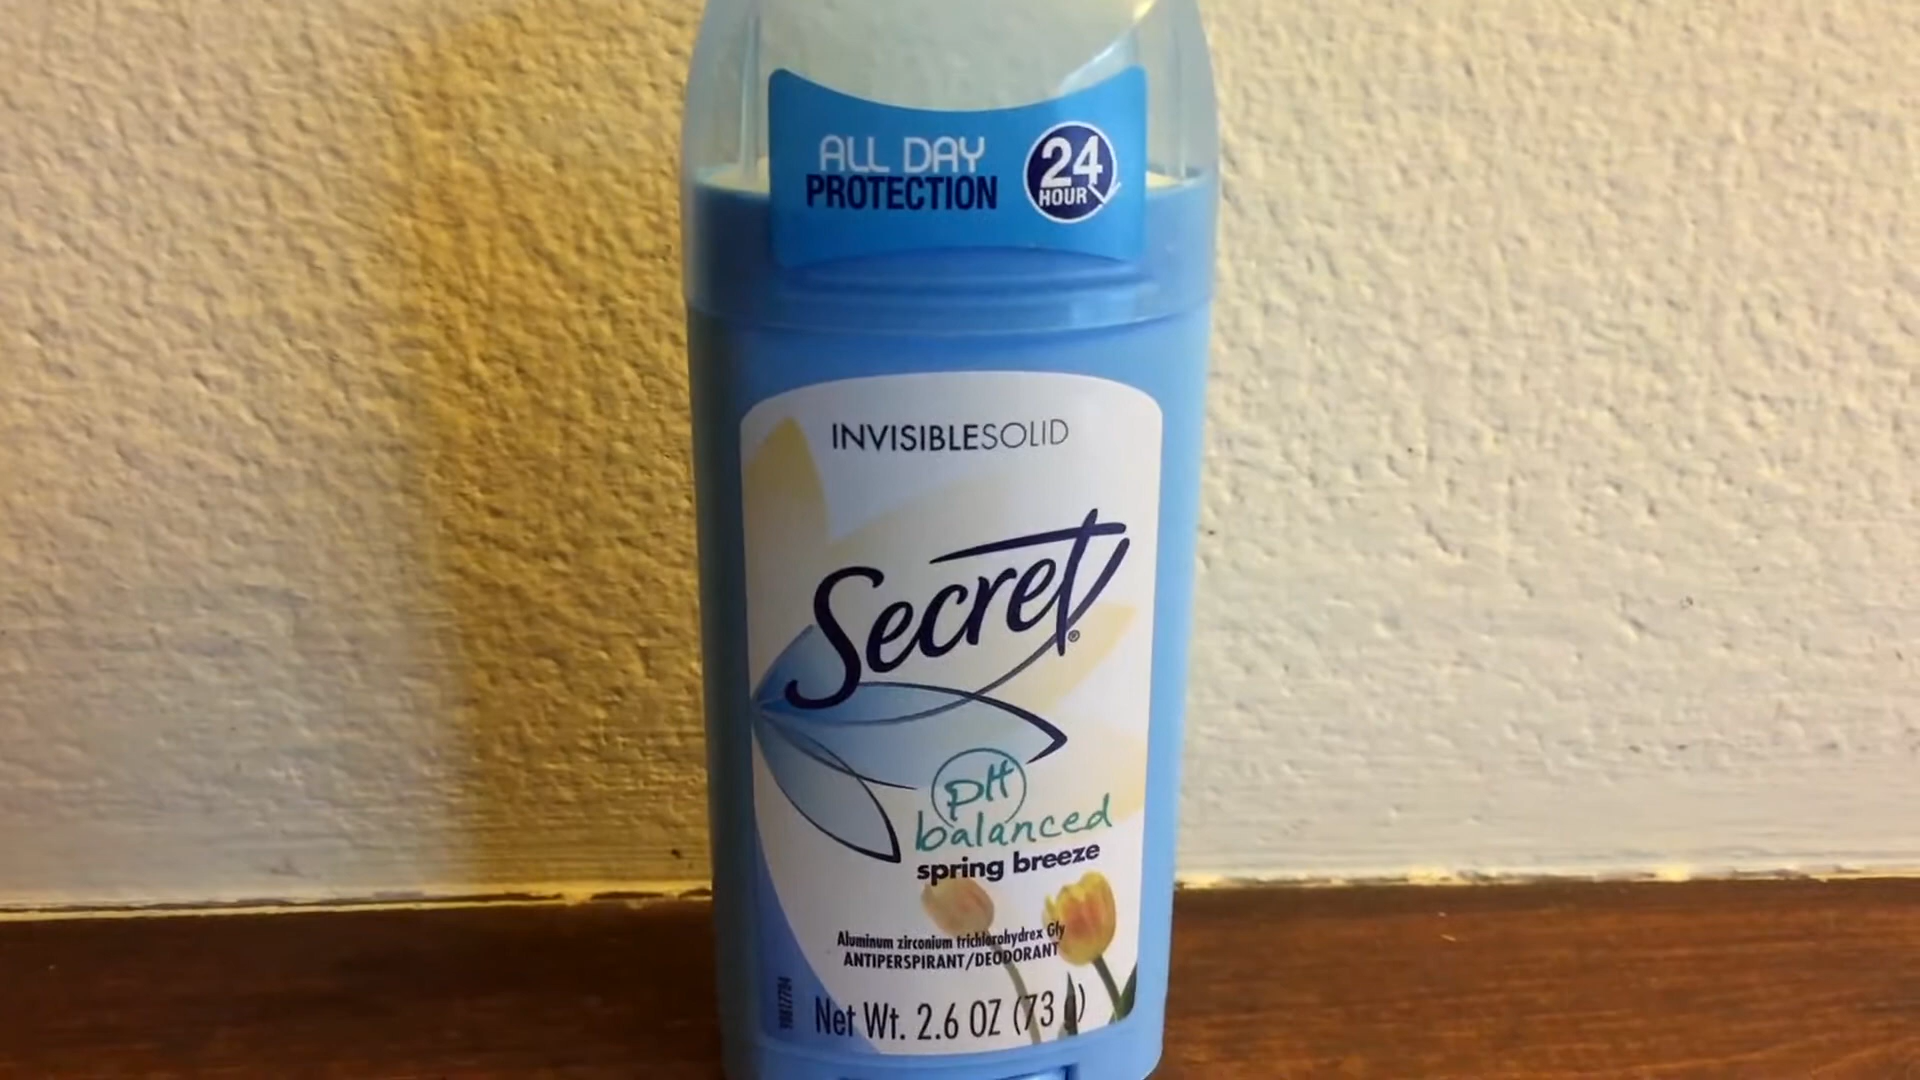 ALL DAY
PROTECTION
24
HOUR
INVISIBLESOLID
Secret®
pH
balanced
spring breeze
Aluminum zirconium trichlorohydrex Gly
ANTIPERSPIRANT/DEODORANT
Net Wt. 2.6 OZ (73 g)